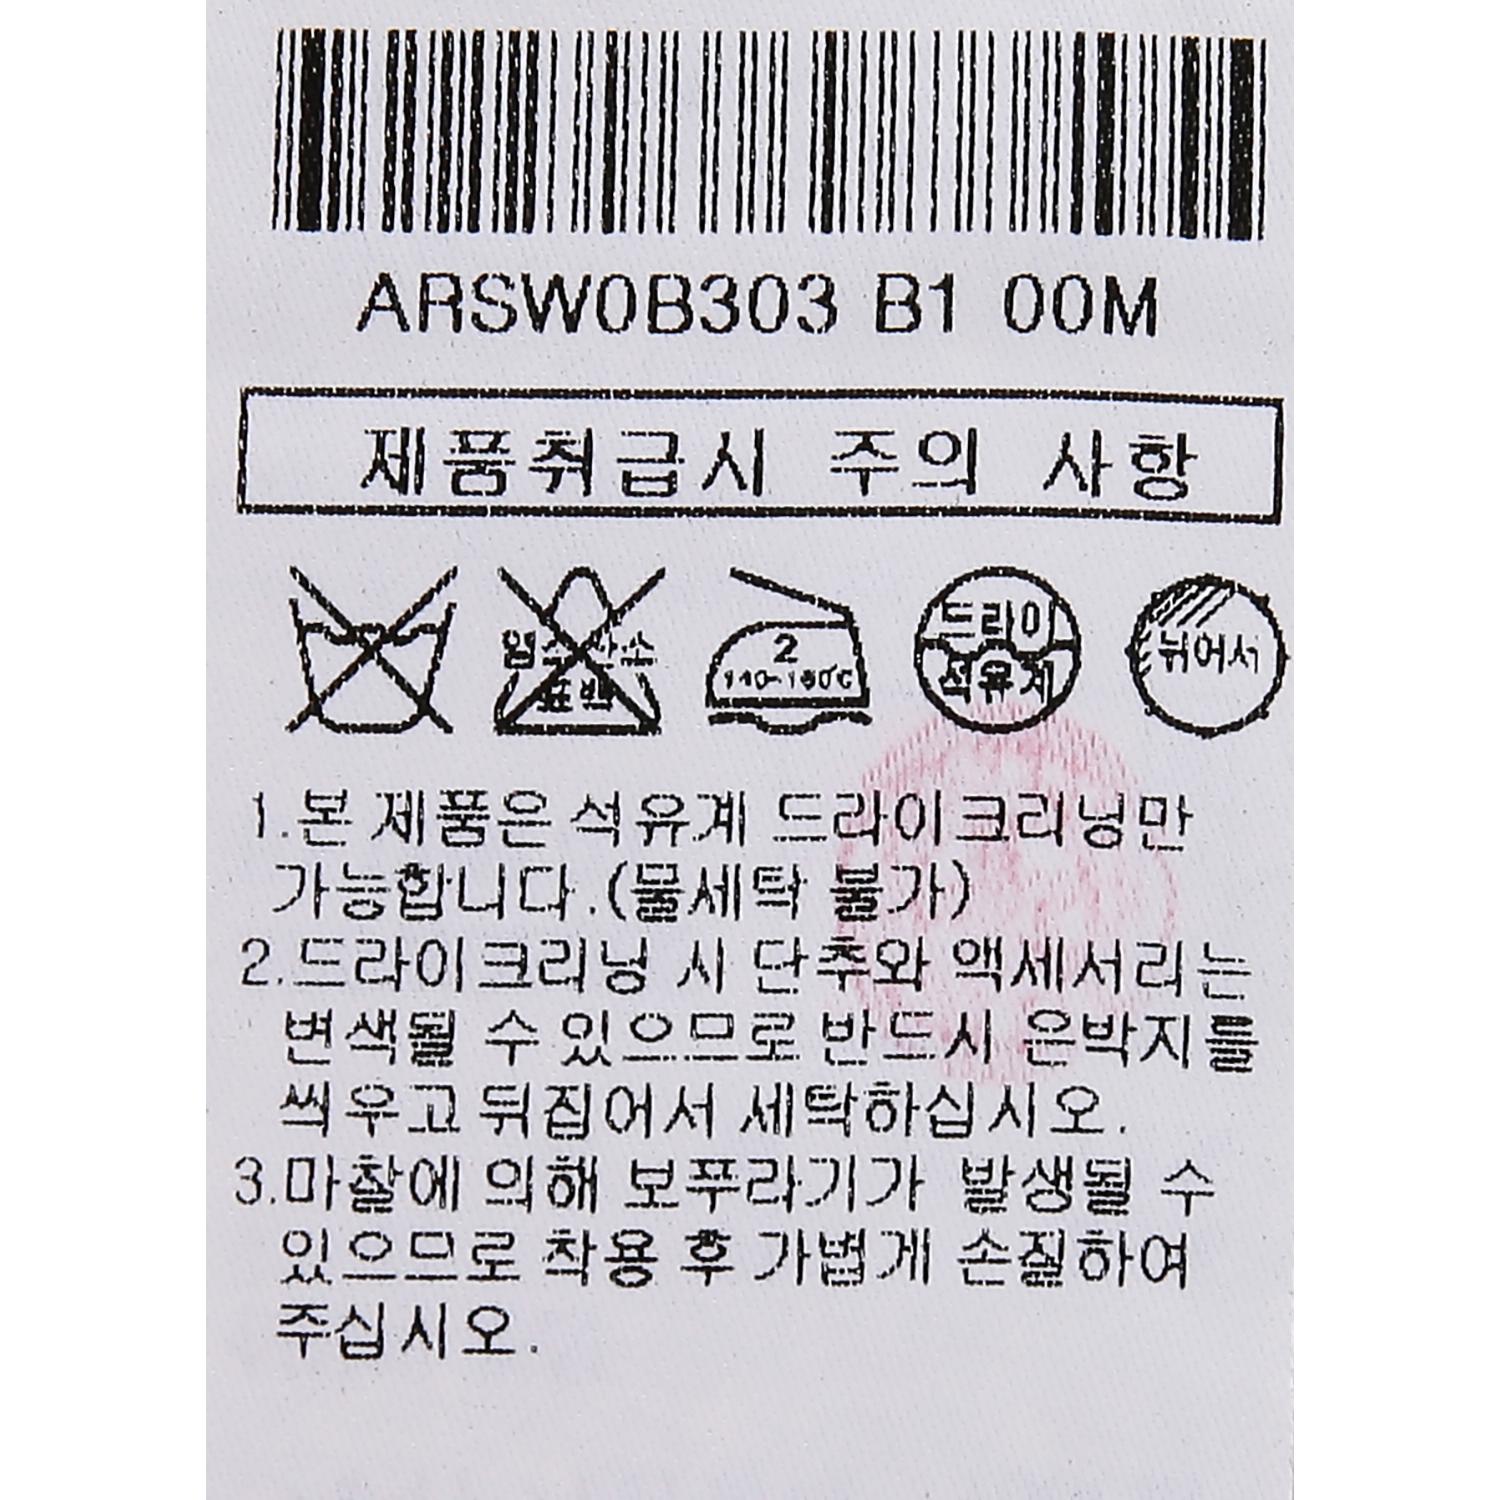 ARSW0B303 B1 00M
제품취급시 주의 사항
염소 산소
표백
2
140~160℃
드라이
석유계
뉘어서
1.본 제품은 석유계 드라이크리닝만
가능합니다.(물세탁 불가)
2.드라이크리닝 시 단추와 액세서리는
변색될 수 있으므로 반드시 은박지를
씌우고 뒤집어서 세탁하십시오.
3.마찰에 의해 보푸라기가 발생될 수
있으므로 착용 후 가볍게 손질하여
주십시오.